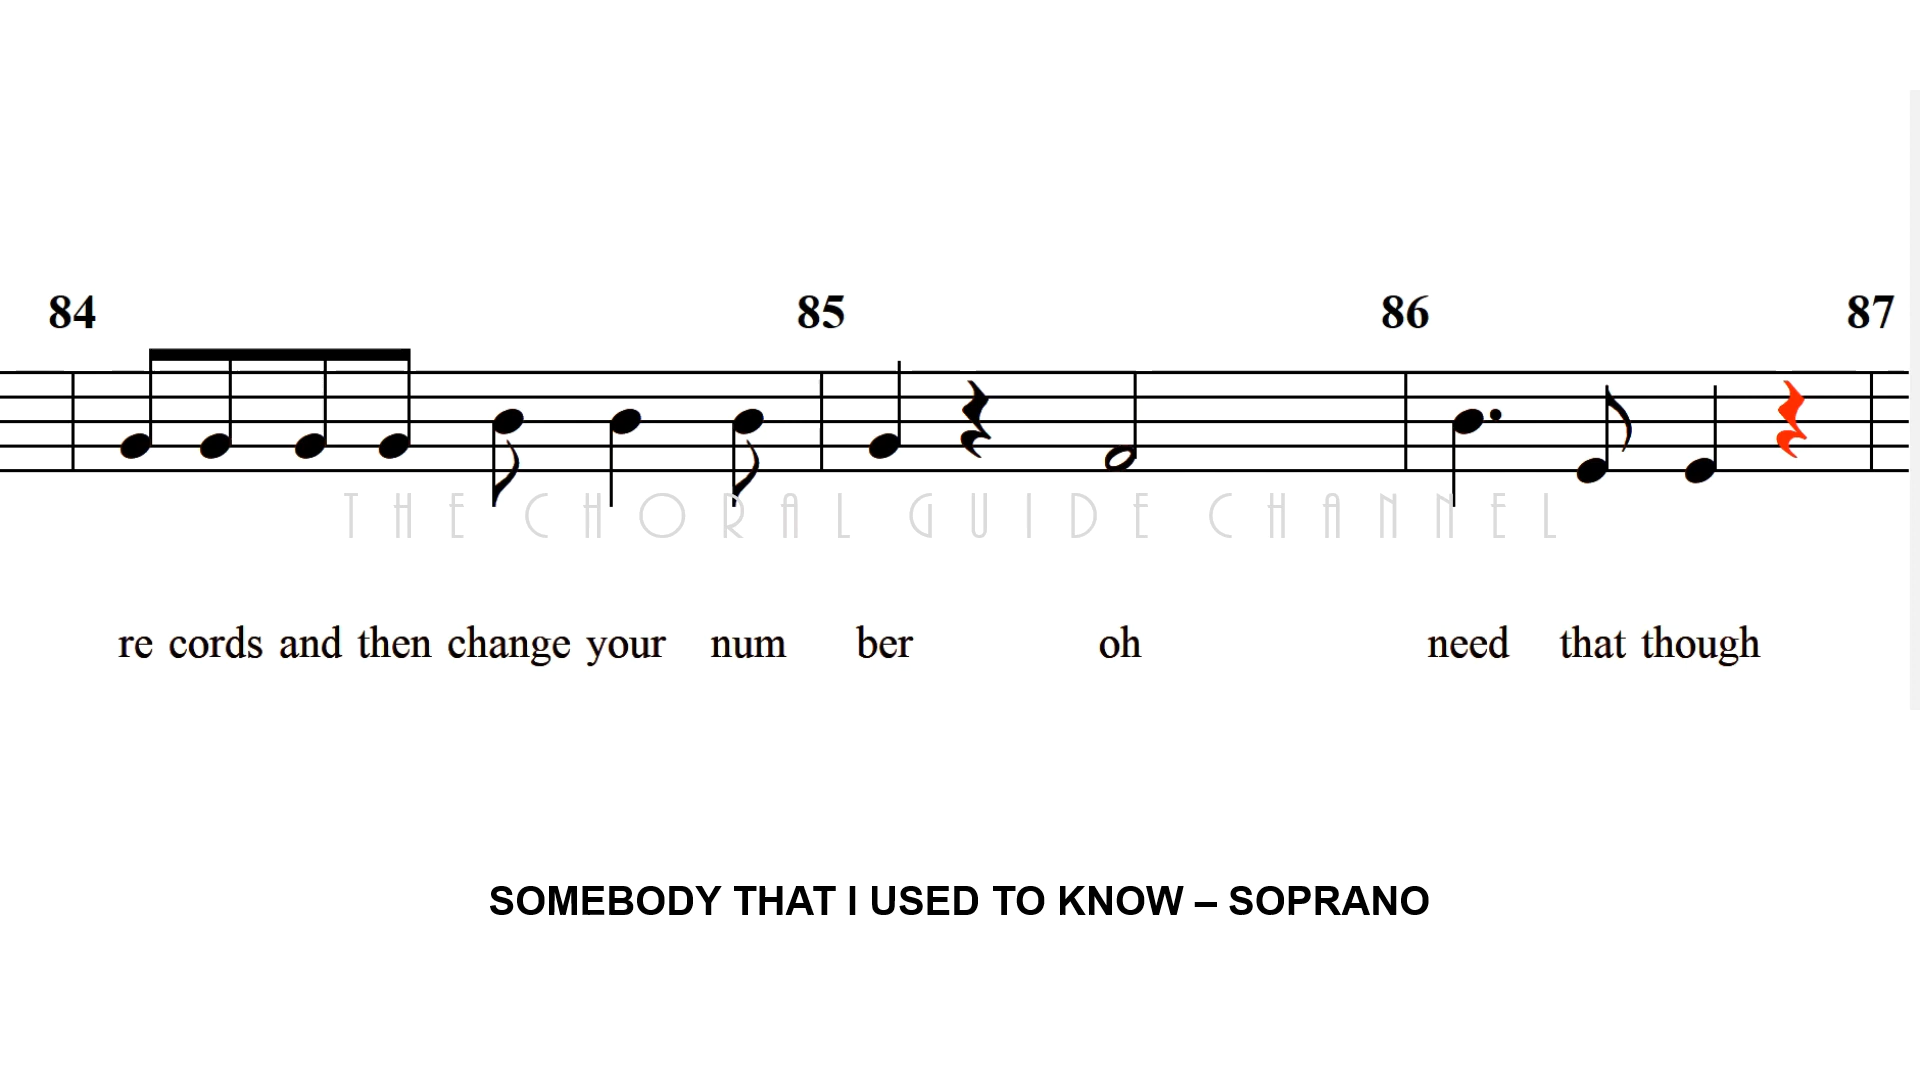 84 85 86 87
THE CHORAL GUIDE CHANNEL
re cords and then change your num ber oh need that though
SOMEBODY THAT I USED TO KNOW – SOPRANO